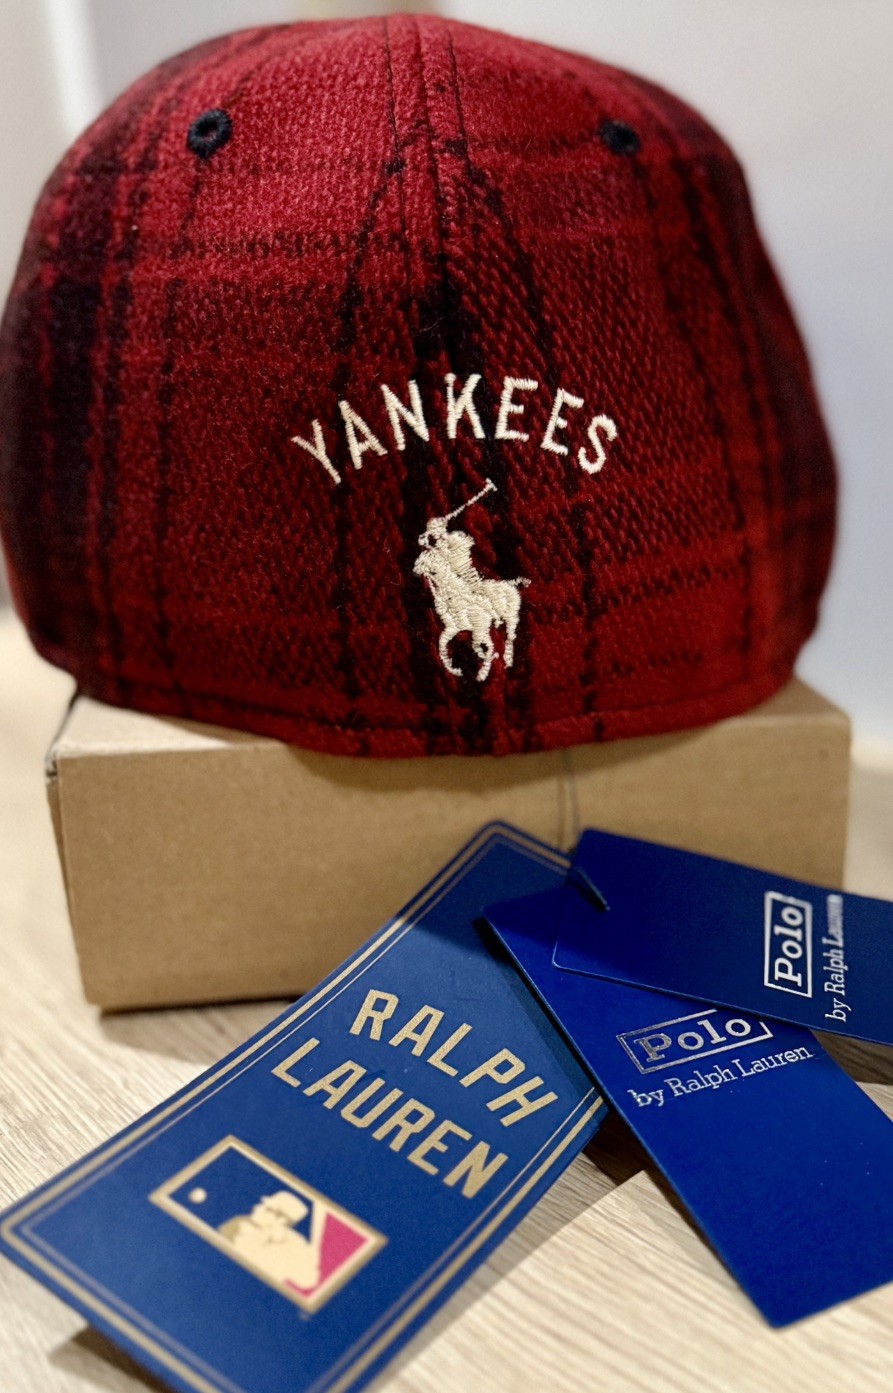 YANKEES
RALPH
LAUREN
Polo
by Ralph Lauren
Polo
by Ralph Lauren